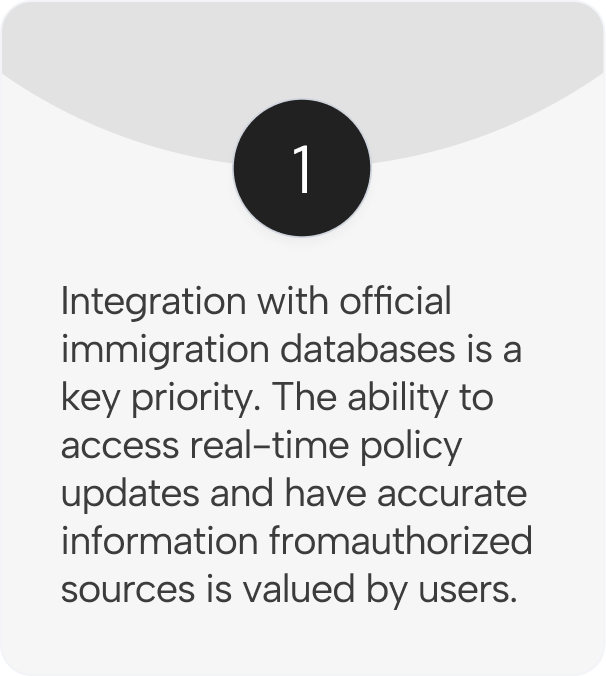 1
Integration with official
immigration databases is a
key priority. The ability to
access real-time policy
updates and have accurate
information fromauthorized
sources is valued by users.